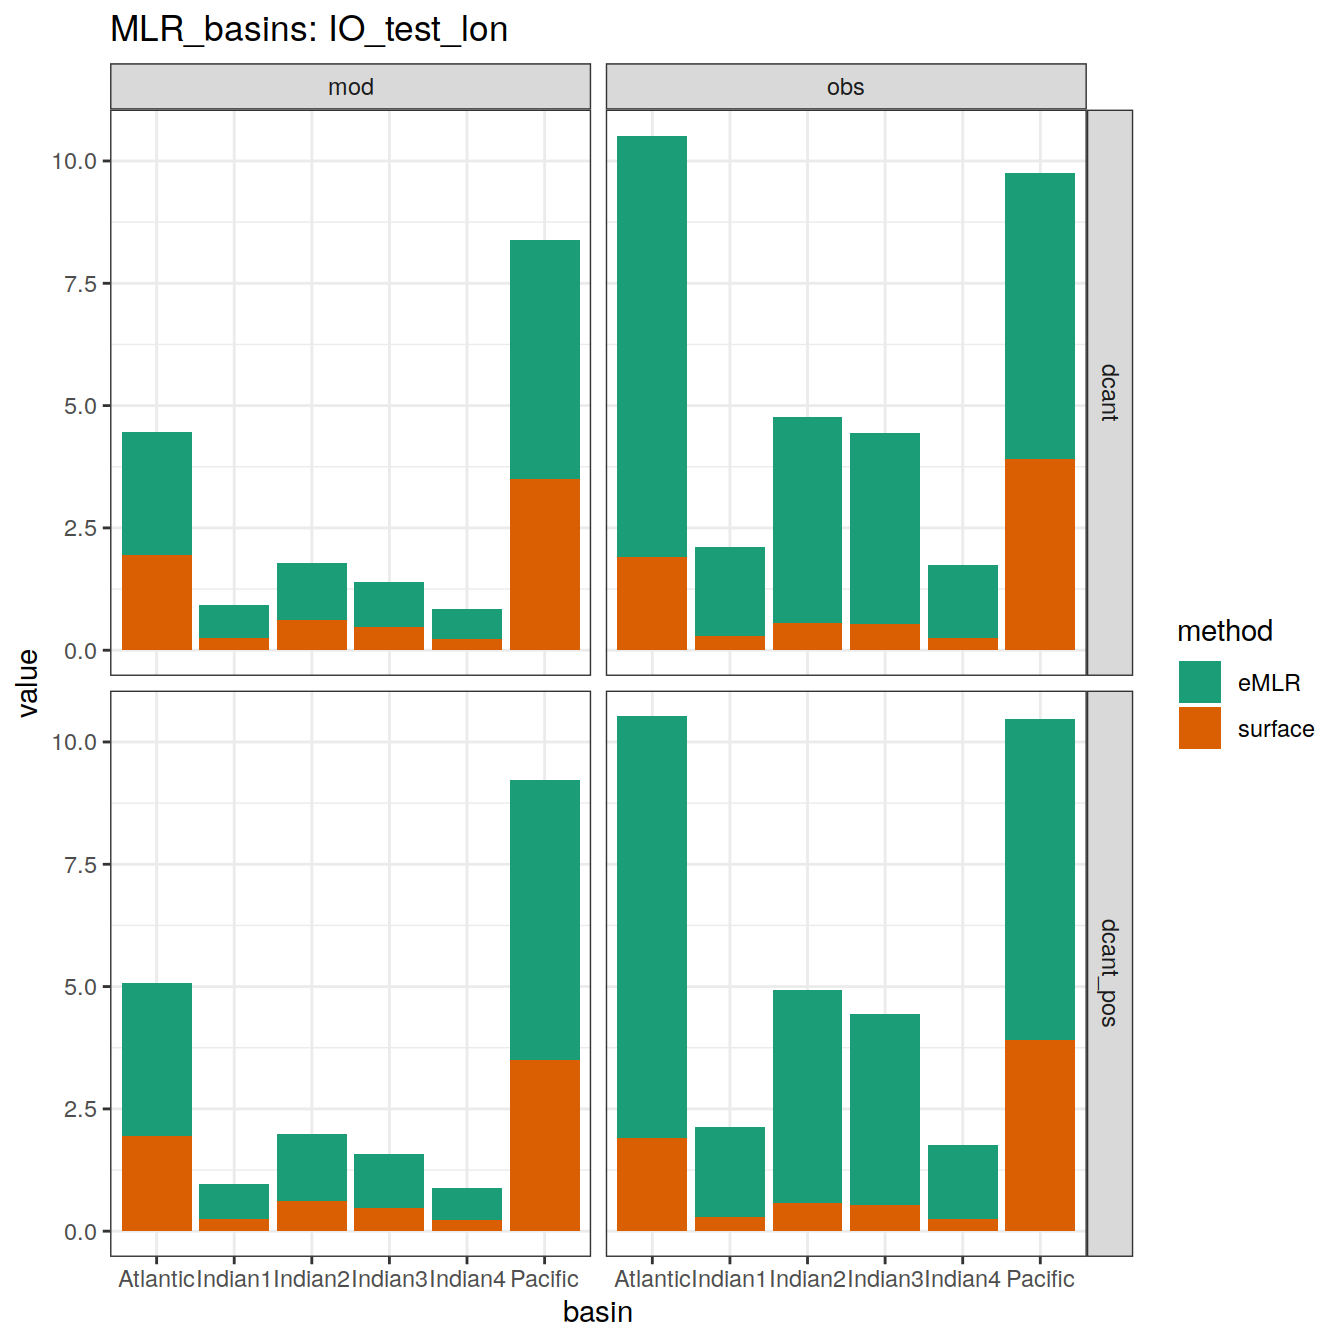 MLR_basins: IO_test_lon
mod
obs
10.0
7.5
5.0
2.5
0.0
dcant
10.0
7.5
5.0
2.5
0.0
dcant_pos
value
Atlantic Indian1 Indian2 Indian3 Indian4 Pacific
Atlantic Indian1 Indian2 Indian3 Indian4 Pacific
basin
method
eMLR
surface